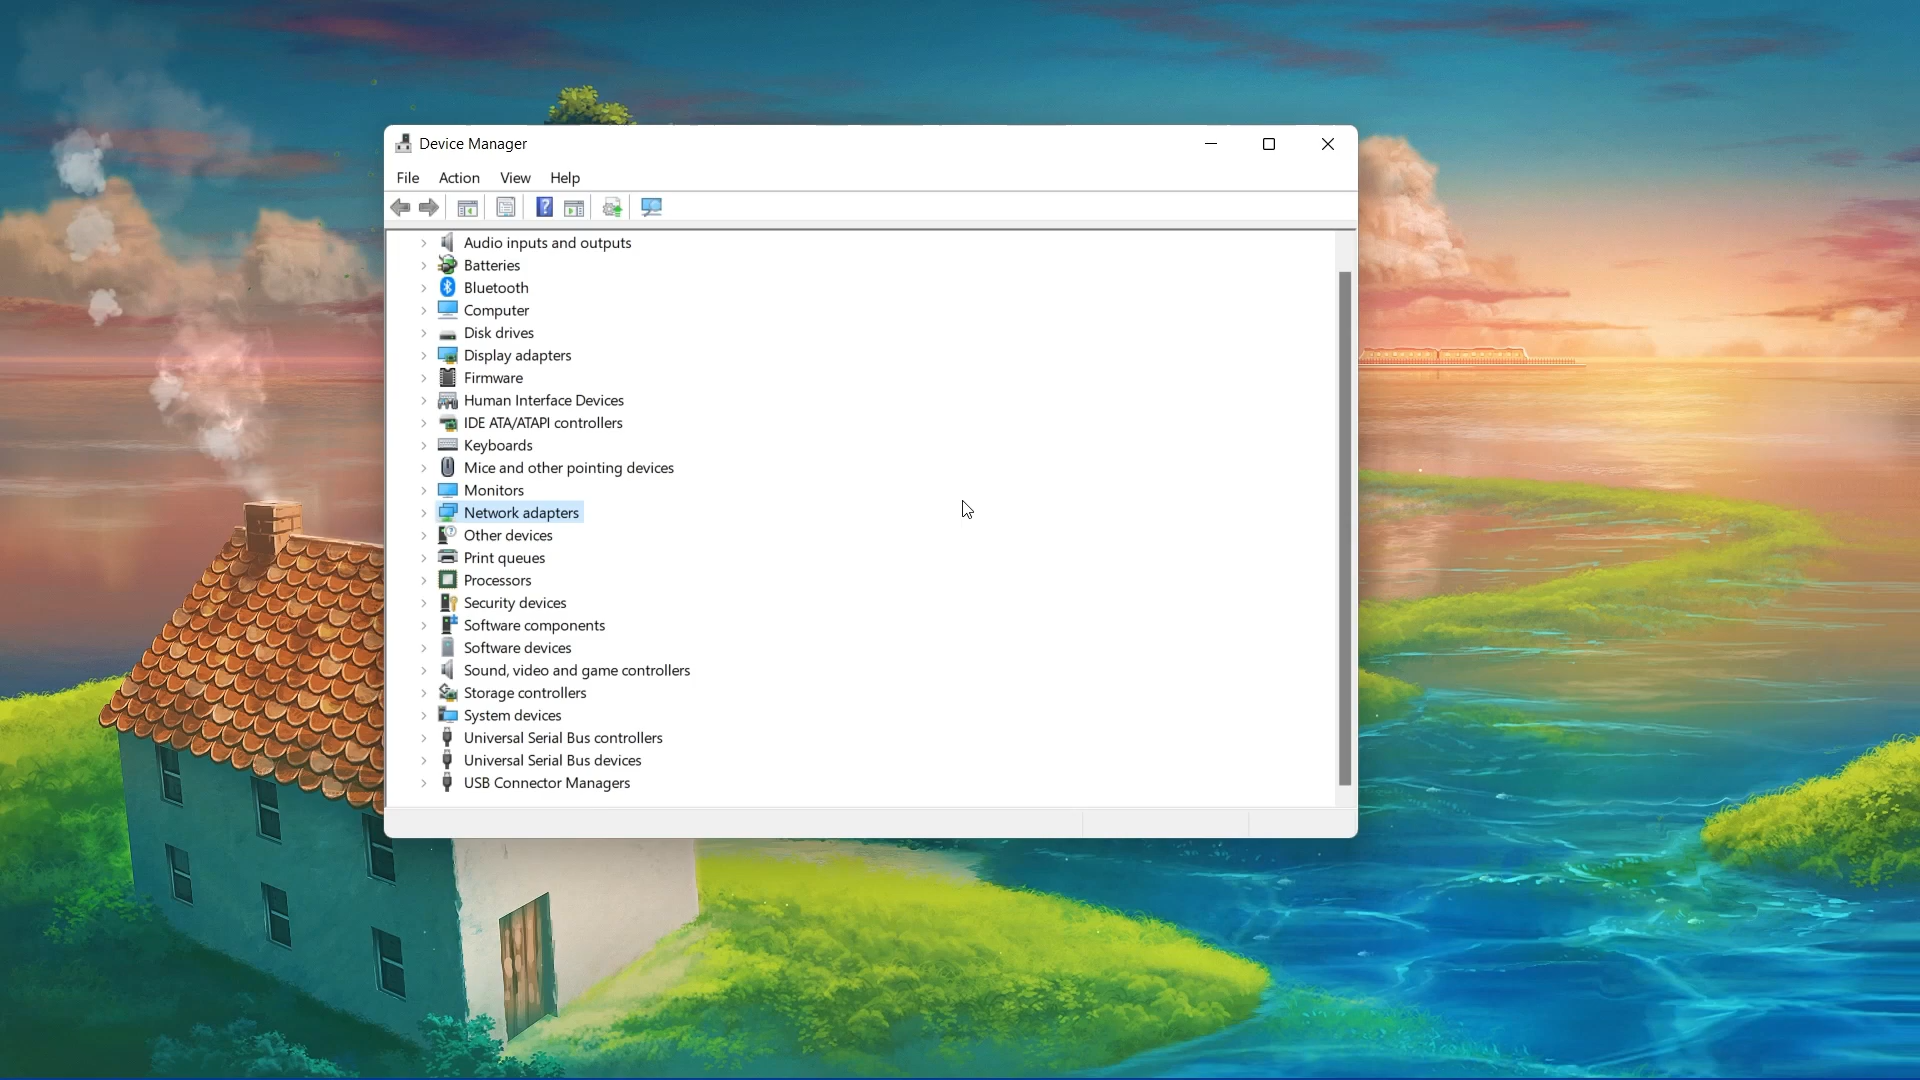 Device Manager
File Action View Help
Audio inputs and outputs
Batteries
Bluetooth
Computer
Disk drives
Display adapters
Firmware
Human Interface Devices
IDE ATA/ATAPI controllers
Keyboards
Mice and other pointing devices
Monitors
Network adapters
Other devices
Print queues
Processors
Security devices
Software components
Software devices
Sound, video and game controllers
Storage controllers
System devices
Universal Serial Bus controllers
Universal Serial Bus devices
USB Connector Managers